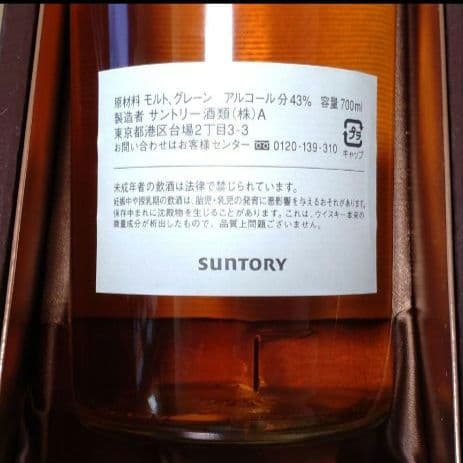 原材料 モルト、グレーン アルコール分43% 容量700ml
製造者 サントリー酒類(株)A
東京都港区台場2丁目3-3
お問い合わせはお客様センター 0120-139-310
プラ
キャップ
未成年者の飲酒は法律で禁じられています。
妊娠中や授乳期の飲酒は、胎児・乳児の発育に悪影響を与えるおそれがあります。
保存中まれに沈殿物を生じることがあります。これは、ウイスキー本来の
微量成分が析出したもので、品質上問題ございません。
SUNTORY